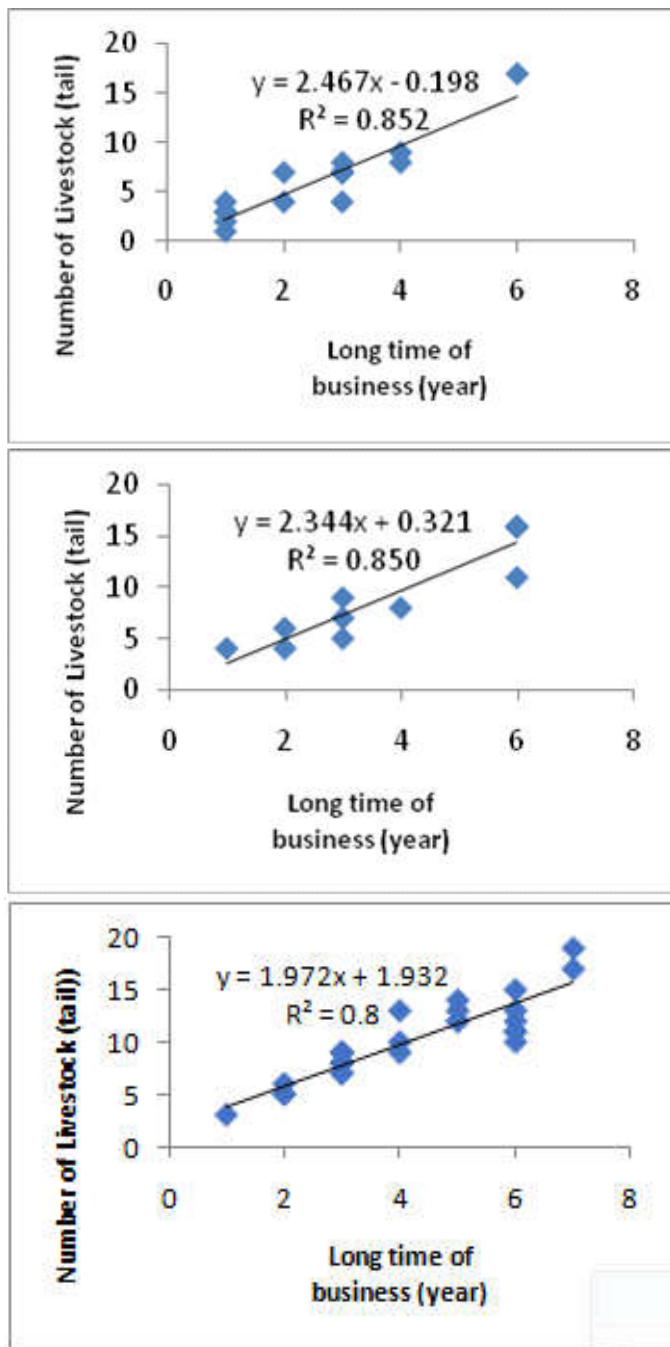 20
15
10
5
0
y = 2.467x - 0.198
R² = 0.852
0 2 4 6 8
Number of Livestock (tail)
Long time of
business (year)
20
15
10
5
0
y = 2.344x + 0.321
R² = 0.850
0 2 4 6 8
Number of Livestock (tail)
Long time of
business (year)
20
15
10
5
0
y = 1.972x + 1.932
R² = 0.8
0 2 4 6 8
Number of Livestock (tail))
Long time of
business (year)